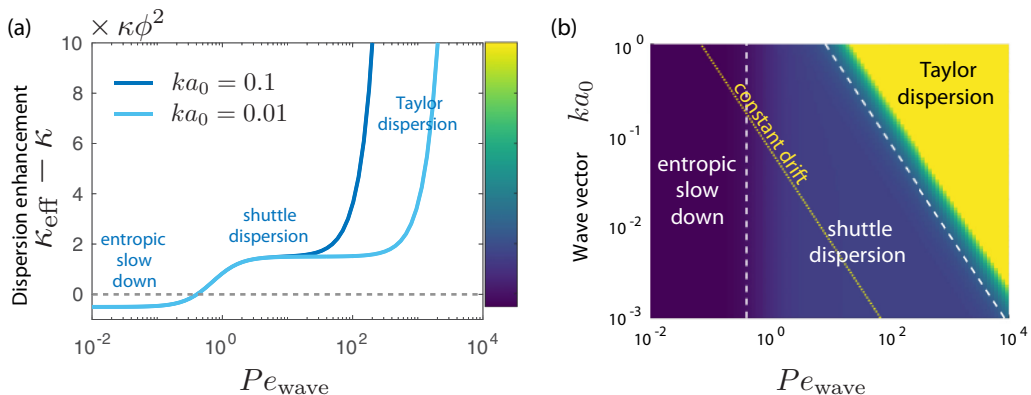 (a)
× κϕ²
10
8
6
4
2
0
Dispersion enhancement
κ_eff − κ
ka₀ = 0.1
ka₀ = 0.01
Taylor
dispersion
shuttle
dispersion
entropic
slow
down
10⁻²
10⁰
10²
10⁴
Pe_wave
(b)
10⁰
10⁻¹
10⁻²
10⁻³
Wave vector
ka₀
Taylor
dispersion
constant drift
entropic
slow
down
shuttle
dispersion
10⁻²
10⁰
10²
10⁴
Pe_wave